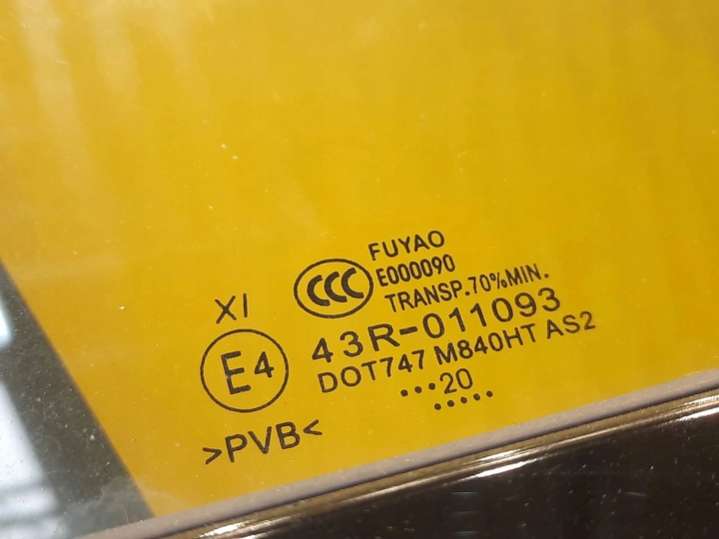 FUYAO
CCC E000090
TRANSP.70%MIN.
XI
E4 43R-011093
DOT747 M840HT AS2
•••20
•••••
>PVB<